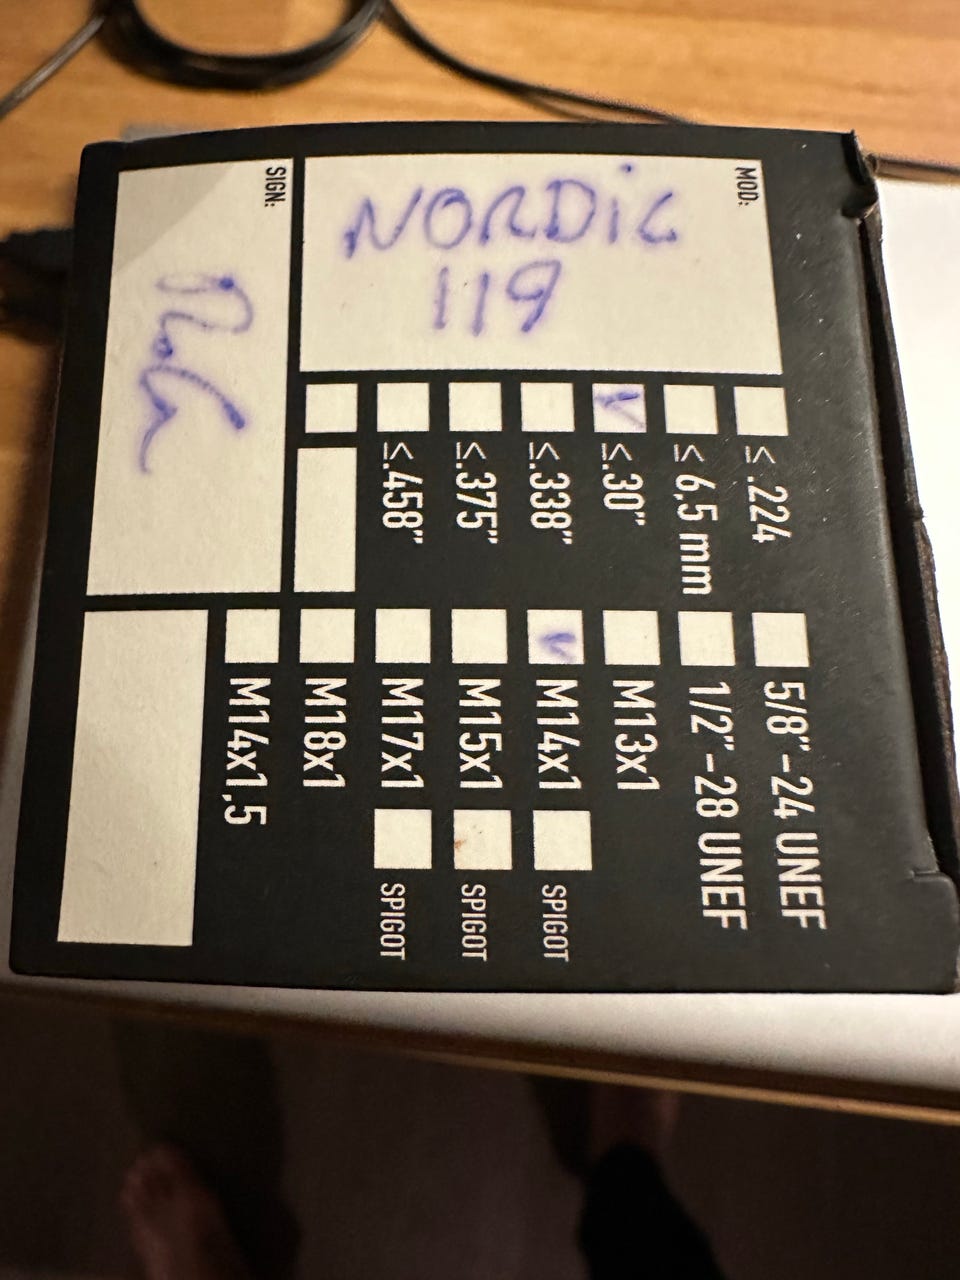 MOD:
NORDiC
119
≤ .224
≤ 6,5 mm
≤.30"
≤.338"
≤.375"
≤.458"
5/8"-24 UNEF
1/2"-28 UNEF
M13x1
M14x1 SPIGOT
M15x1 SPIGOT
M17x1 SPIGOT
M18x1
M14x1,5
SIGN: